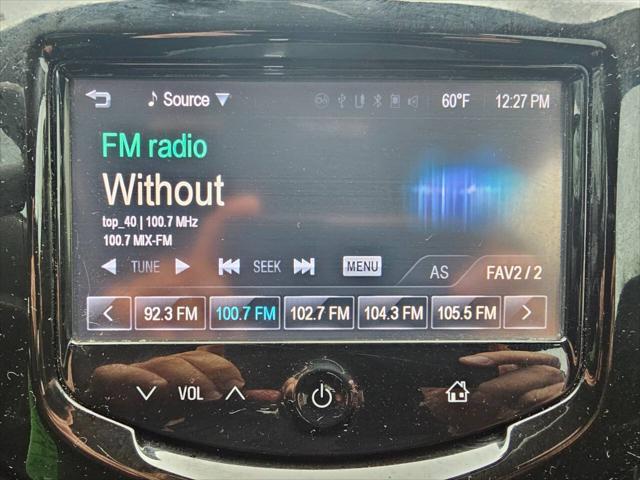 Source 60°F 12:27 PM
FM radio
Without
top_40 | 100.7 MHz
100.7 MIX-FM
TUNE SEEK MENU AS FAV2 / 2
92.3 FM 100.7 FM 102.7 FM 104.3 FM 105.5 FM
VOL